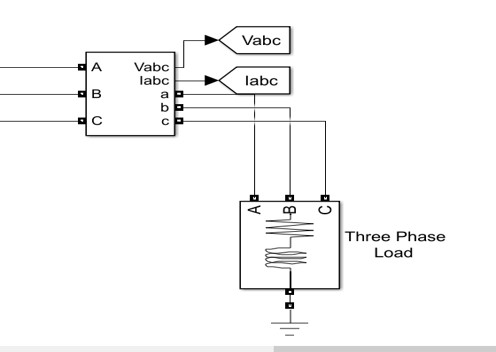 Vabc
A Vabc
Iabc Iabc
B a
b
C c
A B C
Three Phase
Load